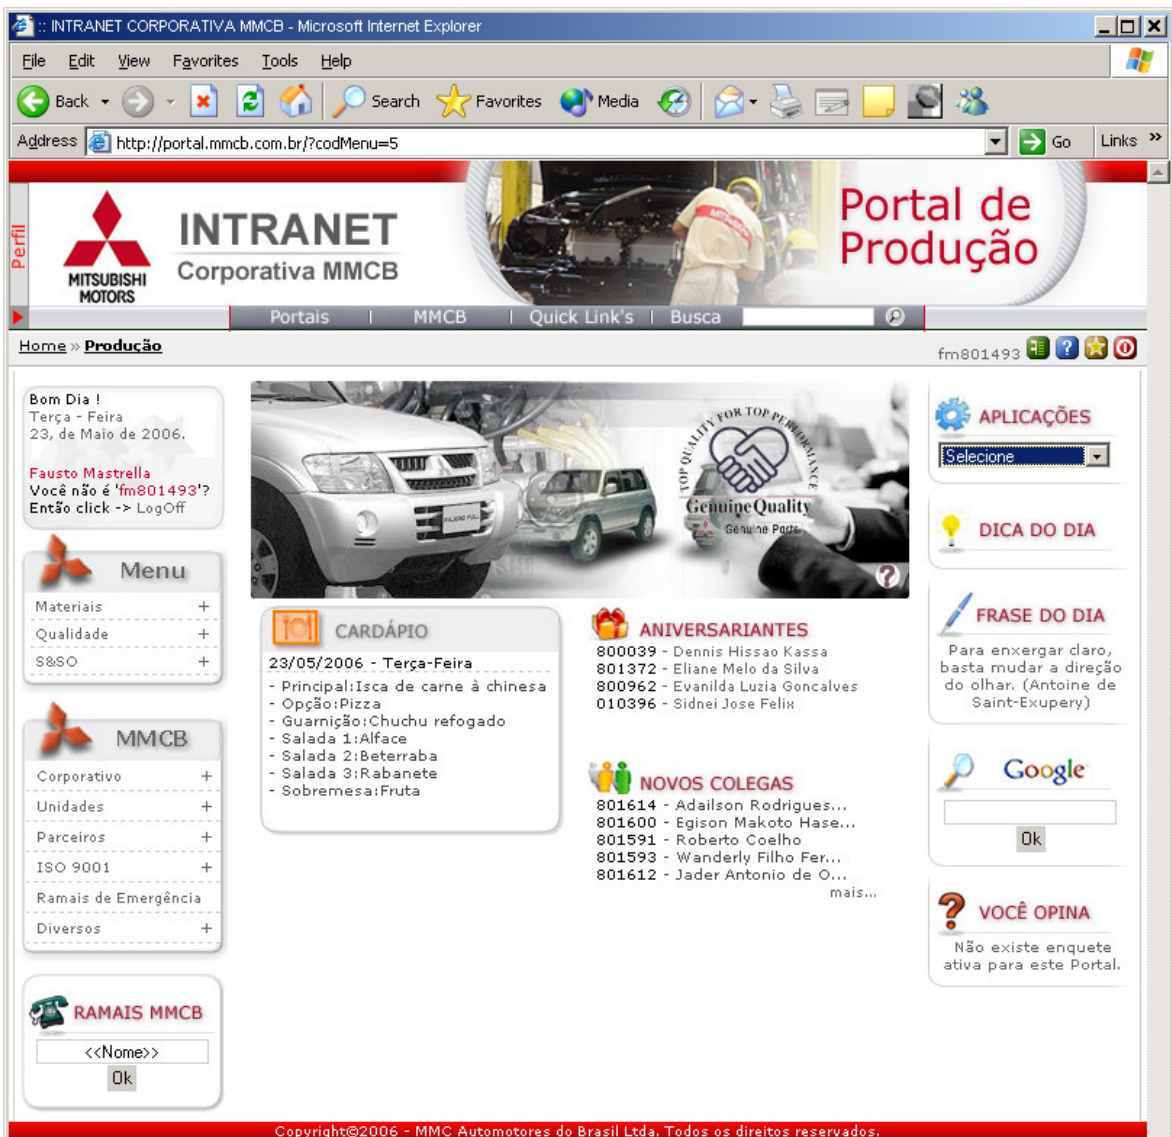 :: INTRANET CORPORATIVA MMCB - Microsoft Internet Explorer
File Edit View Favorites Tools Help
Back Search Favorites Media
Address http://portal.mmcb.com.br/?codMenu=5 Go Links »
Perfil
MITSUBISHI
MOTORS
INTRANET
Corporativa MMCB
Portal de
Produção
Portais | MMCB | Quick Link's | Busca
Home » Produção
fm801493
Bom Dia !
Terça - Feira
23, de Maio de 2006.
Fausto Mastrella
Você não é 'fm801493'?
Então click -> LogOff
Menu
Materiais +
Qualidade +
S&SO +
MMCB
Corporativo +
Unidades +
Parceiros +
ISO 9001 +
Ramais de Emergência
Diversos +
RAMAIS MMCB
<<Nome>>
Ok
TOP QUALITY FOR TOP PERFORMANCE
Genuine Quality
Genuine Parts
PAJERO FULL
CARDÁPIO
23/05/2006 - Terça-Feira
- Principal:Isca de carne à chinesa
- Opção:Pizza
- Guarnição:Chuchu refogado
- Salada 1:Alface
- Salada 2:Beterraba
- Salada 3:Rabanete
- Sobremesa:Fruta
ANIVERSARIANTES
800039 - Dennis Hissao Kassa
801372 - Eliane Melo da Silva
800962 - Evanilda Luzia Goncalves
010396 - Sidnei Jose Felix
NOVOS COLEGAS
801614 - Adailson Rodrigues...
801600 - Egison Makoto Hase...
801591 - Roberto Coelho
801593 - Wanderly Filho Fer...
801612 - Jader Antonio de O...
mais...
APLICAÇÕES
Selecione
DICA DO DIA
FRASE DO DIA
Para enxergar claro,
basta mudar a direção
do olhar. (Antoine de
Saint-Exupery)
Google
Ok
VOCÊ OPINA
Não existe enquete
ativa para este Portal.
Copyright©2006 - MMC Automotores do Brasil Ltda. Todos os direitos reservados.